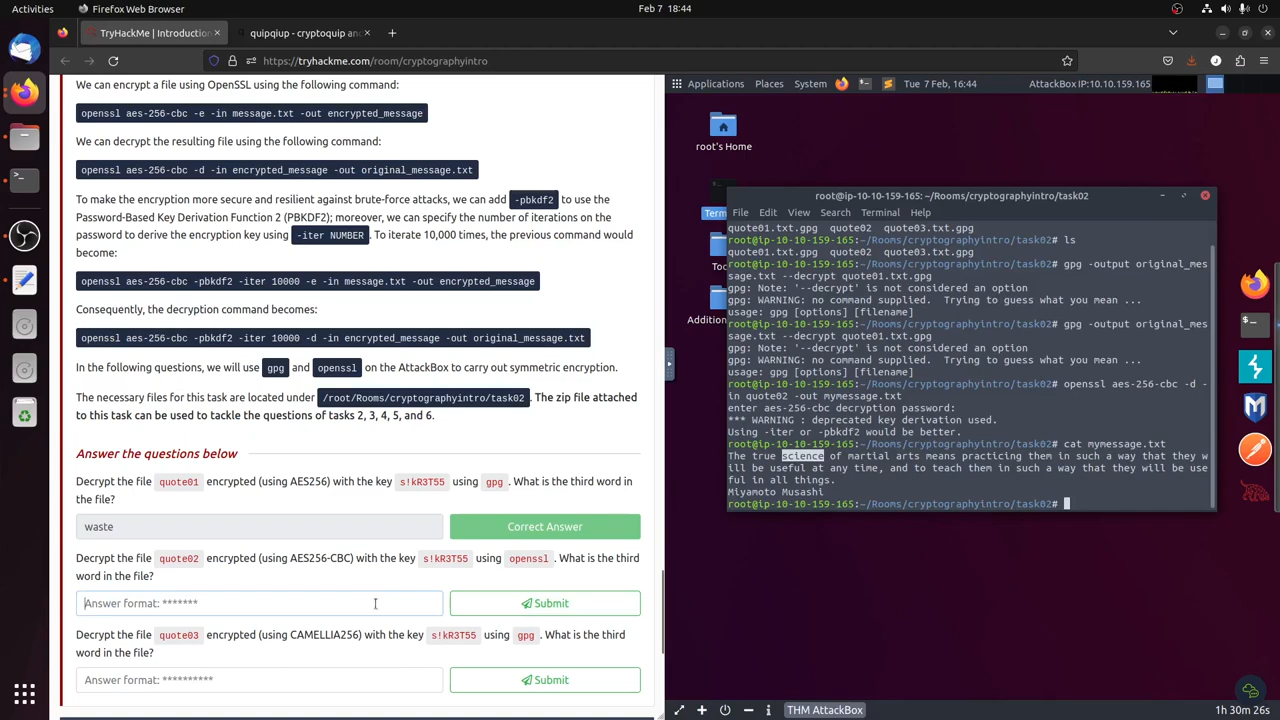 Activities
Firefox Web Browser
Feb 7 18:44
TryHackMe | Introduction
quipqiup - cryptoquip and
https://tryhackme.com/room/cryptographyintro
We can encrypt a file using OpenSSL using the following command:
openssl aes-256-cbc -e -in message.txt -out encrypted_message
We can decrypt the resulting file using the following command:
openssl aes-256-cbc -d -in encrypted_message -out original_message.txt
To make the encryption more secure and resilient against brute-force attacks, we can add -pbkdf2 to use the
Password-Based Key Derivation Function 2 (PBKDF2); moreover, we can specify the number of iterations on the
password to derive the encryption key using -iter NUMBER . To iterate 10,000 times, the previous command would
become:
openssl aes-256-cbc -pbkdf2 -iter 10000 -e -in message.txt -out encrypted_message
Consequently, the decryption command becomes:
openssl aes-256-cbc -pbkdf2 -iter 10000 -d -in encrypted_message -out original_message.txt
In the following questions, we will use gpg and openssl on the AttackBox to carry out symmetric encryption.
The necessary files for this task are located under /root/Rooms/cryptographyintro/task02 . The zip file attached
to this task can be used to tackle the questions of tasks 2, 3, 4, 5, and 6.
Answer the questions below
Decrypt the file quote01 encrypted (using AES256) with the key s!kR3T55 using gpg . What is the third word in
the file?
waste
Correct Answer
Decrypt the file quote02 encrypted (using AES256-CBC) with the key s!kR3T55 using openssl . What is the third
word in the file?
Answer format: *******
Submit
Decrypt the file quote03 encrypted (using CAMELLIA256) with the key s!kR3T55 using gpg . What is the third
word in the file?
Answer format: **********
Submit
Applications Places System
Tue 7 Feb, 16:44
AttackBox IP:10.10.159.165
root's Home
root@ip-10-10-159-165: ~/Rooms/cryptographyintro/task02
File Edit View Search Terminal Help
quote01.txt.gpg quote02 quote03.txt.gpg
root@ip-10-10-159-165:~/Rooms/cryptographyintro/task02# ls
quote01.txt.gpg quote02 quote03.txt.gpg
root@ip-10-10-159-165:~/Rooms/cryptographyintro/task02# gpg -output original_mes
sage.txt --decrypt quote01.gpg
gpg: Note: '--decrypt' is not considered an option
gpg: WARNING: no command supplied. Trying to guess what you mean ...
usage: gpg [options] [filename]
root@ip-10-10-159-165:~/Rooms/cryptographyintro/task02# gpg -output original_mes
sage.txt --decrypt quote01.gpg
gpg: Note: '--decrypt' is not considered an option
gpg: WARNING: no command supplied. Trying to guess what you mean ...
usage: gpg [options] [filename]
root@ip-10-10-159-165:~/Rooms/cryptographyintro/task02# openssl aes-256-cbc -d -
in quote02 -out mymessage.txt
enter aes-256-cbc decryption password:
*** WARNING : deprecated key derivation used.
Using -iter or -pbkdf2 would be better.
root@ip-10-10-159-165:~/Rooms/cryptographyintro/task02# cat mymessage.txt
The true science of martial arts means practicing them in such a way that they w
ill be useful at any time, and to teach them in such a way that they will be use
ful in all things.
Miyamoto Musashi
root@ip-10-10-159-165:~/Rooms/cryptographyintro/task02#
Term
Too
Addition
THM AttackBox
1h 30m 26s